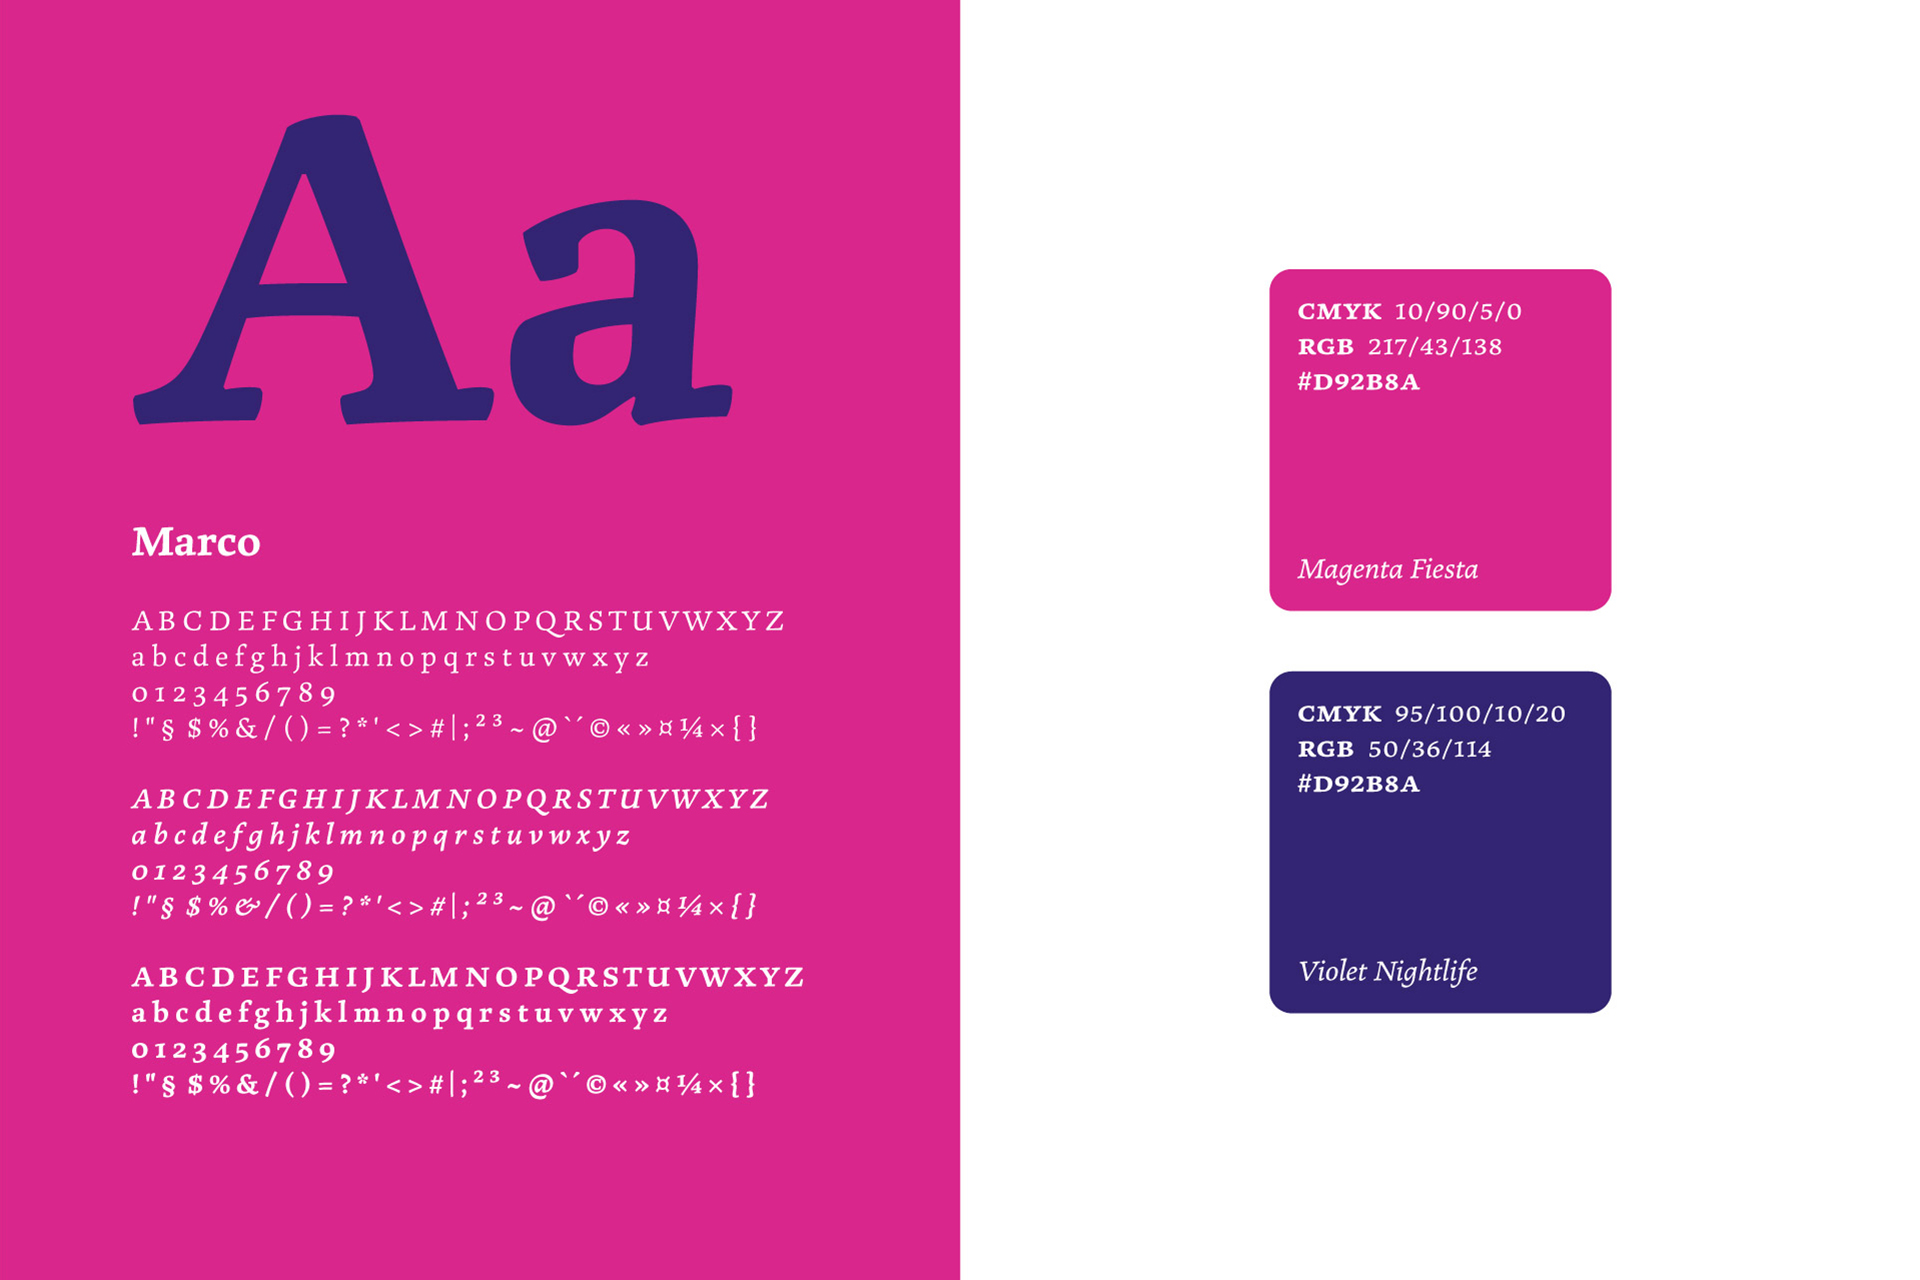 Aa
Marco
ABCDEFGHIJKLMNOPQRSTUVWXYZ
abcdefghjklmnopqrstuvwxyz
0123456789
!"§ $%&/()=?*'<>#|;²³~@`´©«»¤¼×{}
ABCDEFGHIJKLMNOPQRSTUVWXYZ
abcdefghjklmnopqrstuvwxyz
0123456789
!"§ $%&/()=?*'<>#|;²³~@`´©«»¤¼×{}
ABCDEFGHIJKLMNOPQRSTUVWXYZ
abcdefghjklmnopqrstuvwxyz
0123456789
!"§ $%&/()=?*'<>#|;²³~@`´©«»¤¼×{}
CMYK 10/90/5/0
RGB 217/43/138
#D92B8A
Magenta Fiesta
CMYK 95/100/10/20
RGB 50/36/114
#D92B8A
Violet Nightlife